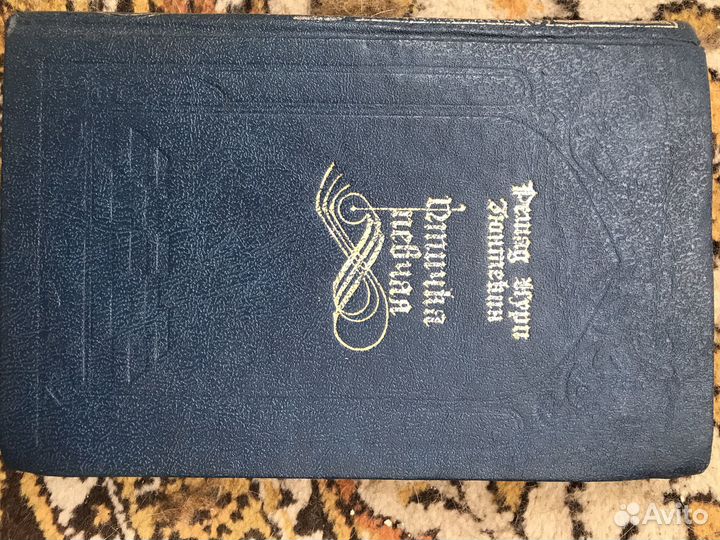 Решад Нури
Гюнтекин
Птичка
певчая
Avito